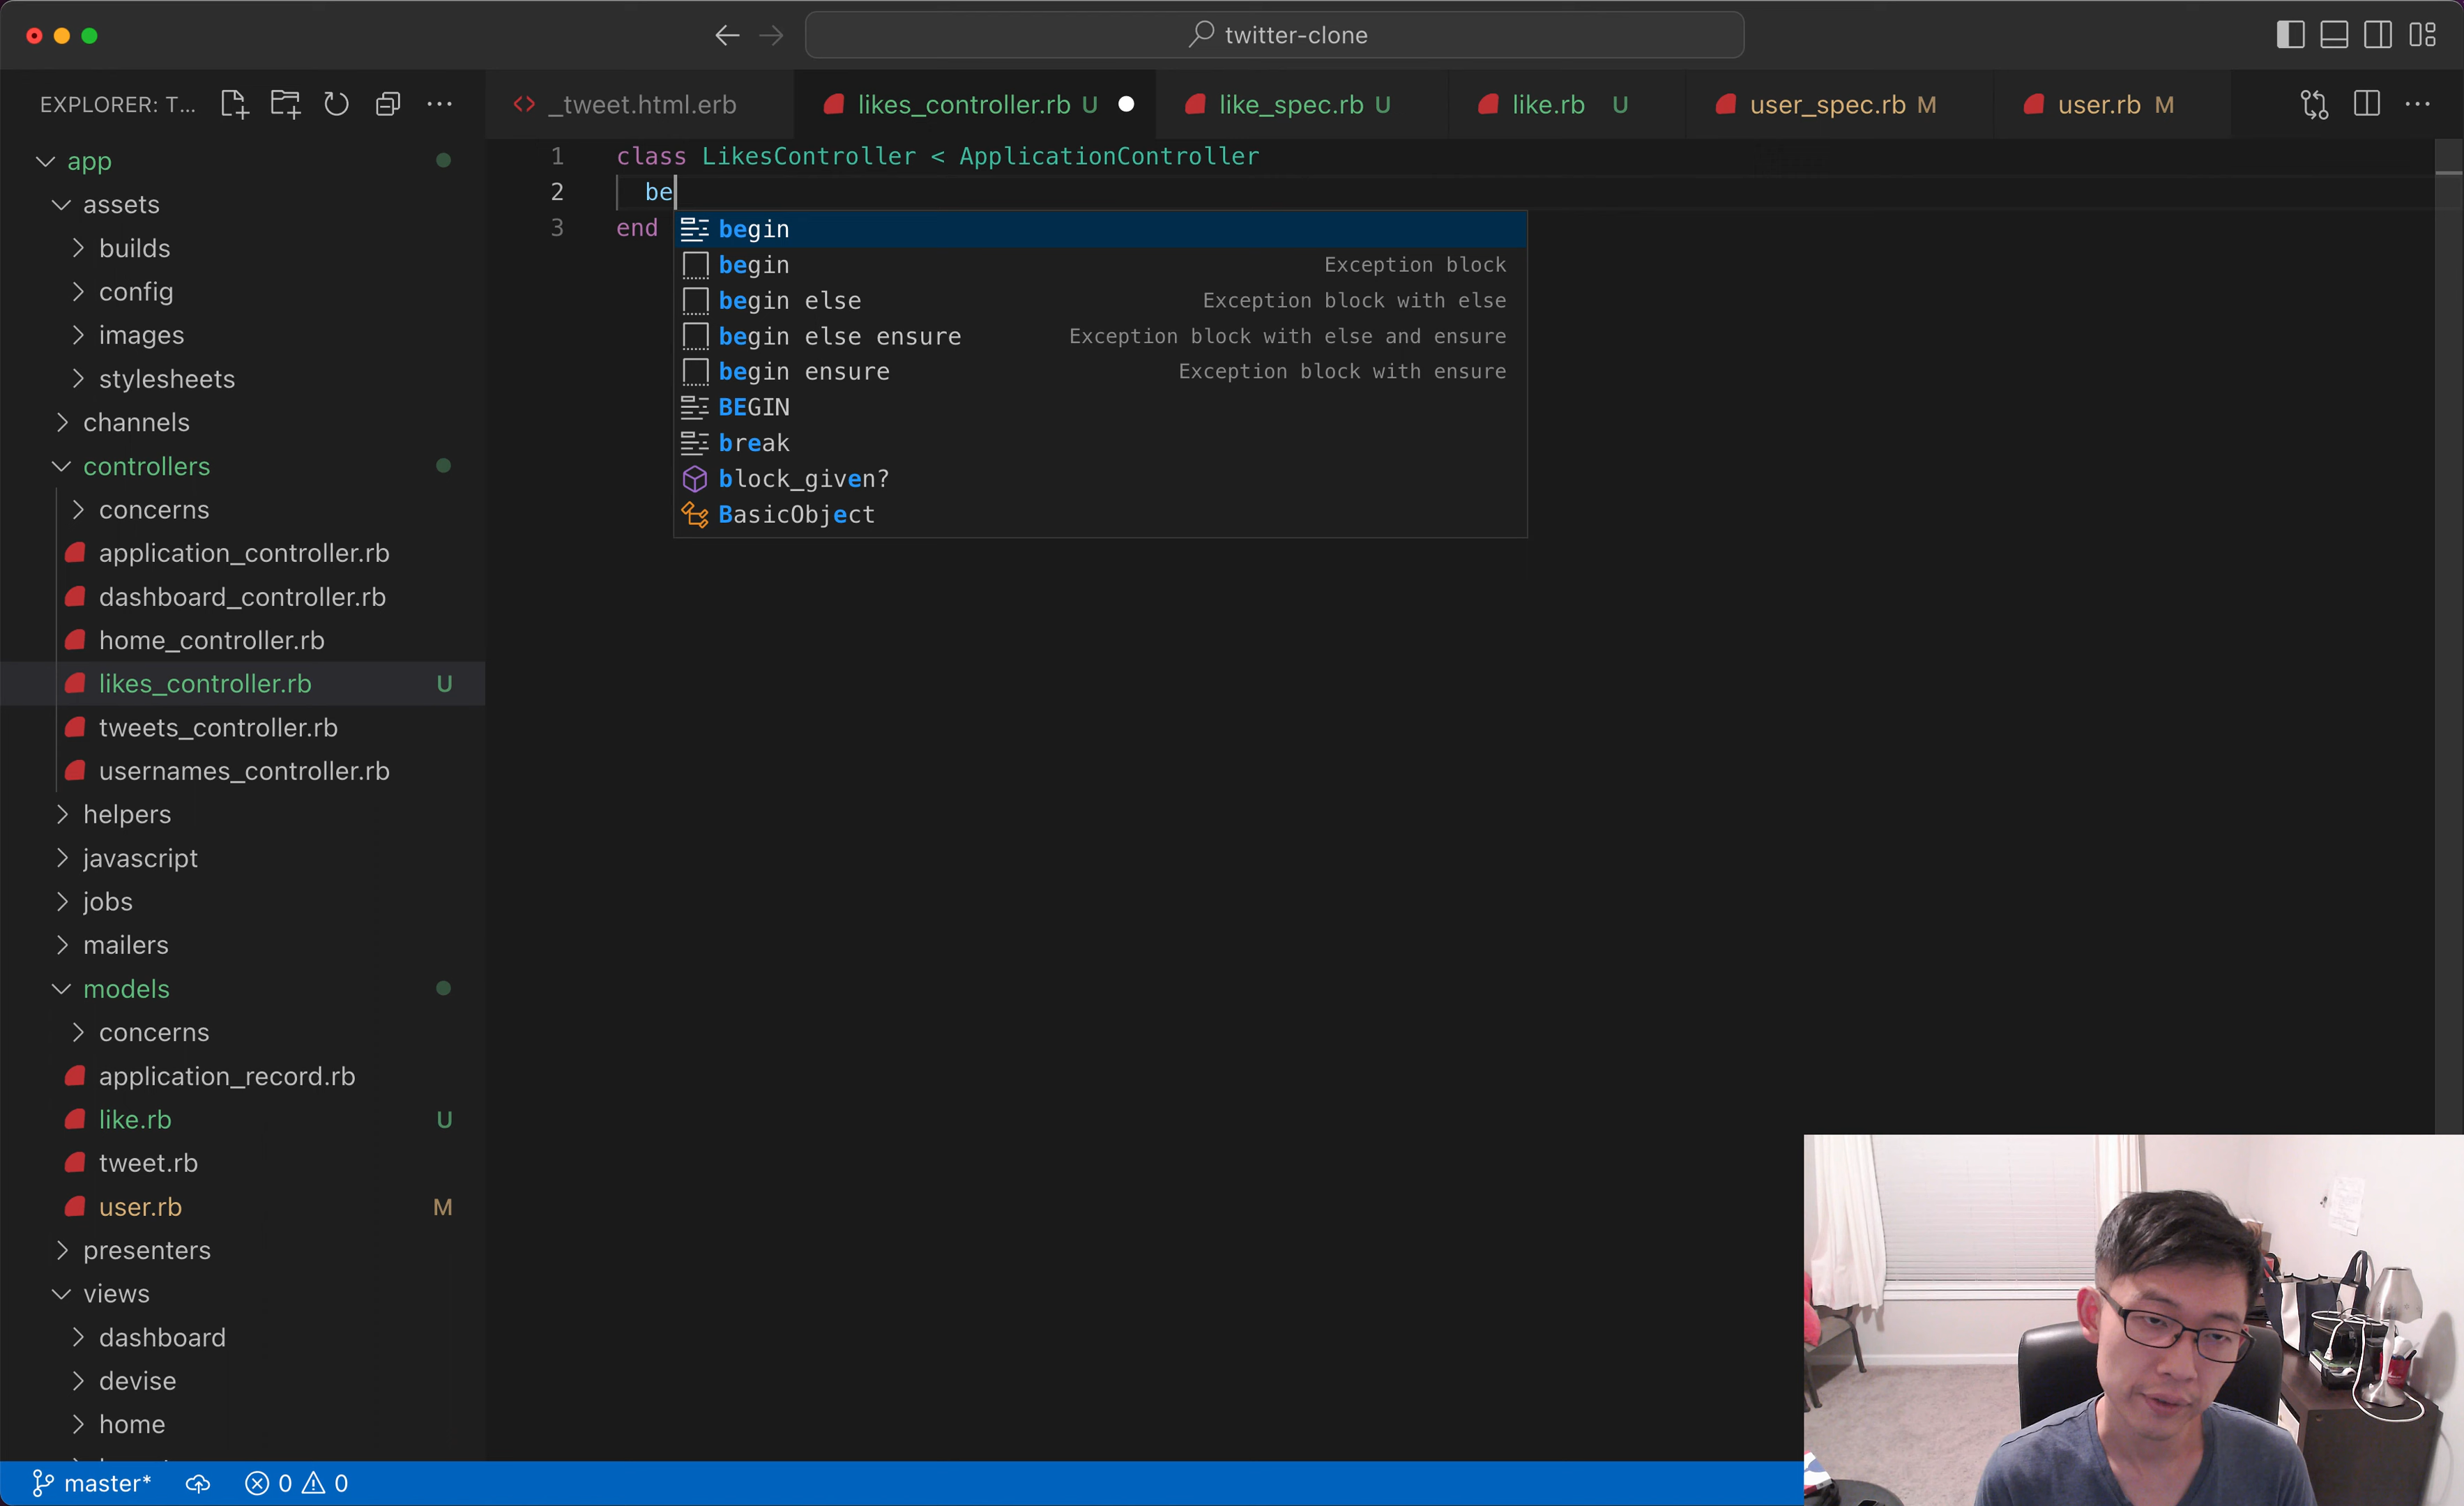 twitter-clone
EXPLORER: T...
_tweet.html.erb
likes_controller.rb U
like_spec.rb U
like.rb U
user_spec.rb M
user.rb M
app
assets
builds
config
images
stylesheets
channels
controllers
concerns
application_controller.rb
dashboard_controller.rb
home_controller.rb
likes_controller.rb U
tweets_controller.rb
usernames_controller.rb
helpers
javascript
jobs
mailers
models
concerns
application_record.rb
like.rb U
tweet.rb
user.rb M
presenters
views
dashboard
devise
home
1 class LikesController < ApplicationController
2 be
3 end
begin
begin Exception block
begin else Exception block with else
begin else ensure Exception block with else and ensure
begin ensure Exception block with ensure
BEGIN
break
block_given?
BasicObject
master* 0 0